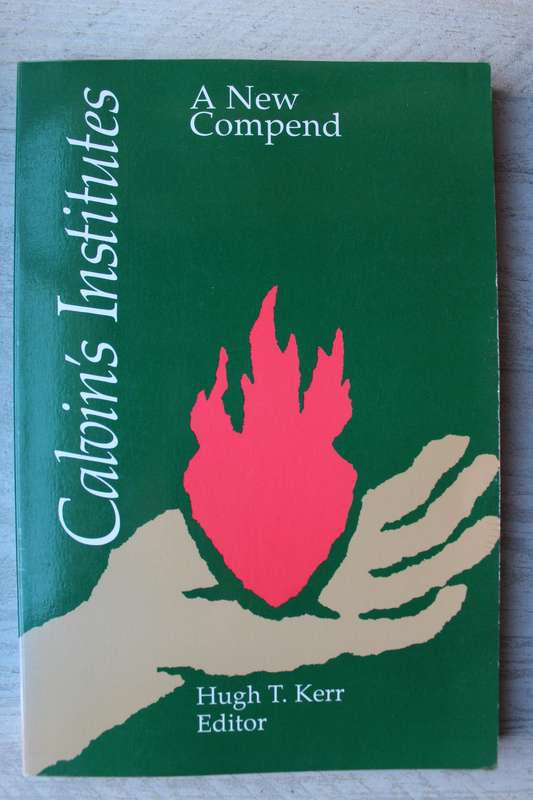 Calvin's Institutes
A New
Compend
Hugh T. Kerr
Editor